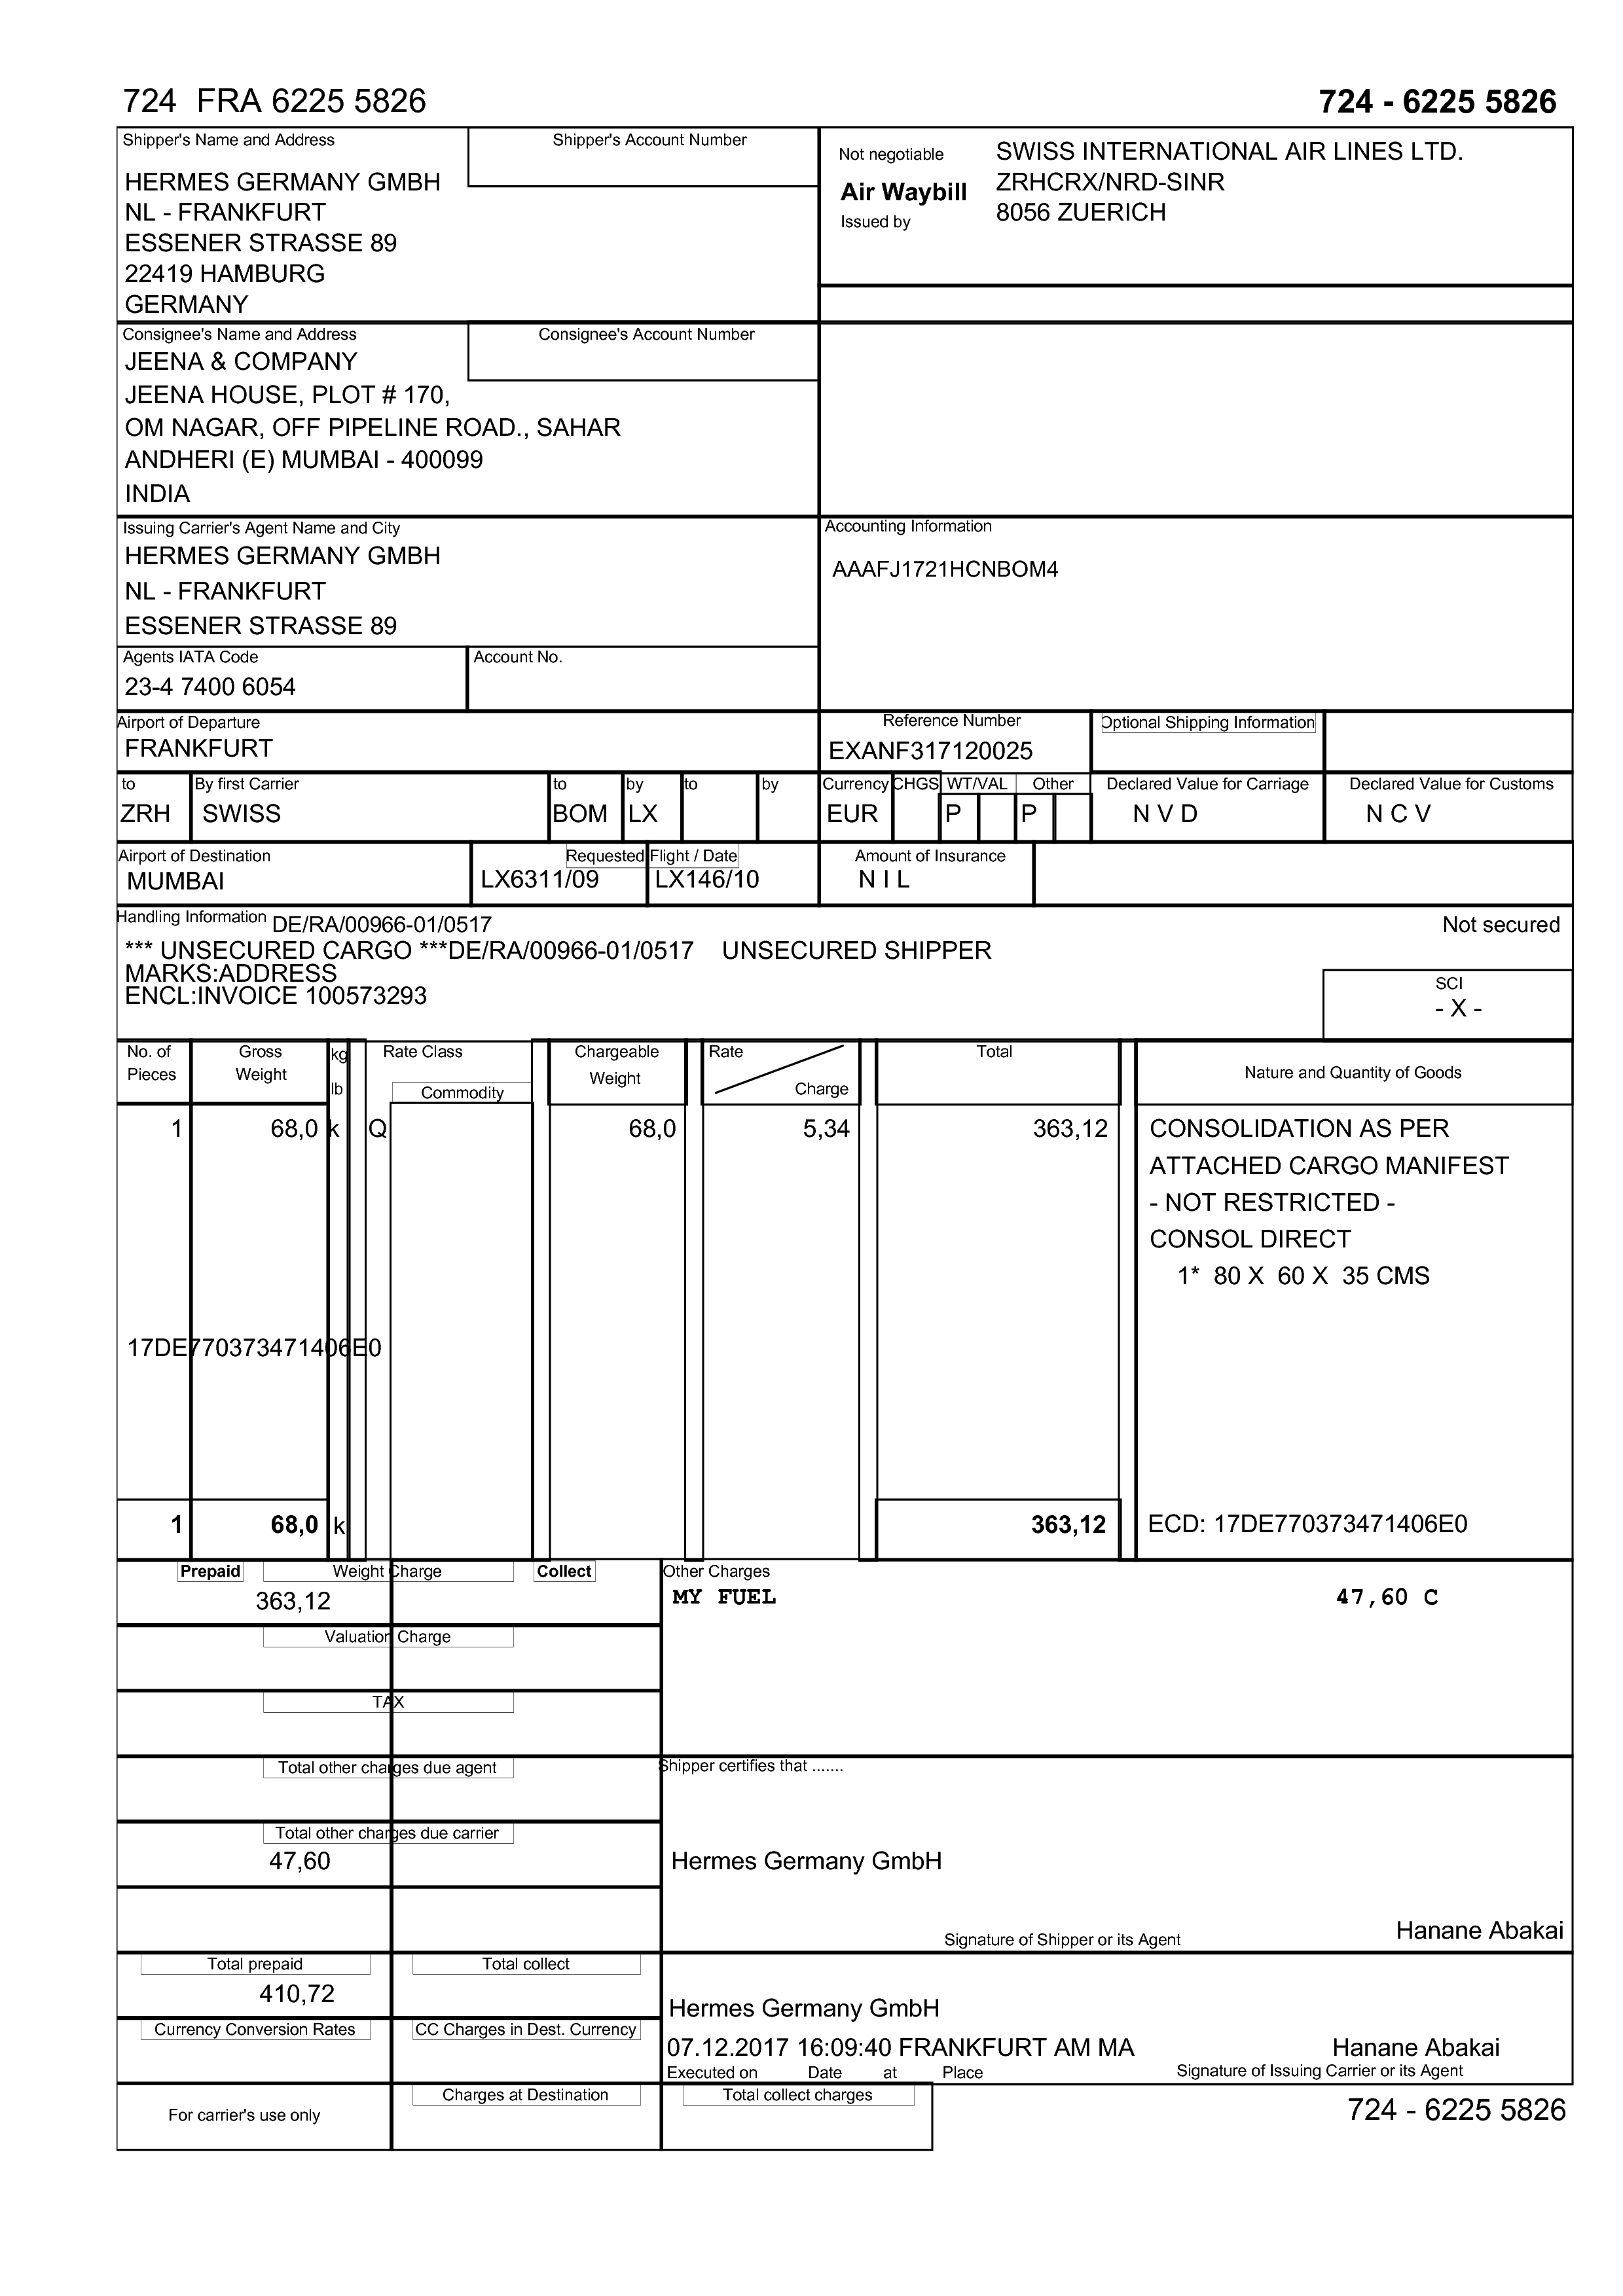 724 FRA 6225 5826
724 - 6225 5826
Shipper's Name and Address
Shipper's Account Number
HERMES GERMANY GMBH
NL - FRANKFURT
ESSENER STRASSE 89
22419 HAMBURG
GERMANY
Not negotiable
Air Waybill
Issued by
SWISS INTERNATIONAL AIR LINES LTD.
ZRHCRX/NRD-SINR
8056 ZUERICH
Consignee's Name and Address
Consignee's Account Number
JEENA & COMPANY
JEENA HOUSE, PLOT # 170,
OM NAGAR, OFF PIPELINE ROAD., SAHAR
ANDHERI (E) MUMBAI - 400099
INDIA
Issuing Carrier's Agent Name and City
HERMES GERMANY GMBH
NL - FRANKFURT
ESSENER STRASSE 89
Accounting Information
AAAFJ1721HCNBOM4
Agents IATA Code
23-4 7400 6054
Account No.
Airport of Departure
FRANKFURT
Reference Number
EXANF317120025
Optional Shipping Information
to By first Carrier to by to by Currency CHGS WT/VAL Other Declared Value for Carriage Declared Value for Customs
ZRH SWISS BOM LX EUR P P N V D N C V
Airport of Destination Requested Flight / Date Amount of Insurance
MUMBAI LX6311/09 LX146/10 N I L
Handling Information DE/RA/00966-01/0517 Not secured
*** UNSECURED CARGO ***DE/RA/00966-01/0517 UNSECURED SHIPPER
MARKS:ADDRESS
ENCL:INVOICE 100573293
SCI
- X -
No. of Pieces
Gross Weight
kg
lb
Rate Class
Commodity
Chargeable Weight
Rate
Charge
Total
Nature and Quantity of Goods
1 68,0 k Q 68,0 5,34 363,12 CONSOLIDATION AS PER
ATTACHED CARGO MANIFEST
- NOT RESTRICTED -
CONSOL DIRECT
1* 80 X 60 X 35 CMS
17DE770373471406E0
1 68,0 k 363,12 ECD: 17DE770373471406E0
Prepaid Weight Charge Collect
363,12
Other Charges
MY FUEL 47,60 C
Valuation Charge
TAX
Total other charges due agent
Shipper certifies that .......
Total other charges due carrier
47,60
Hermes Germany GmbH
Hanane Abakai
Signature of Shipper or its Agent
Total prepaid
Total collect
410,72
Hermes Germany GmbH
Currency Conversion Rates
CC Charges in Dest. Currency
07.12.2017 16:09:40 FRANKFURT AM MA
Hanane Abakai
Executed on Date at Place
Signature of Issuing Carrier or its Agent
For carrier's use only
Charges at Destination
Total collect charges
724 - 6225 5826